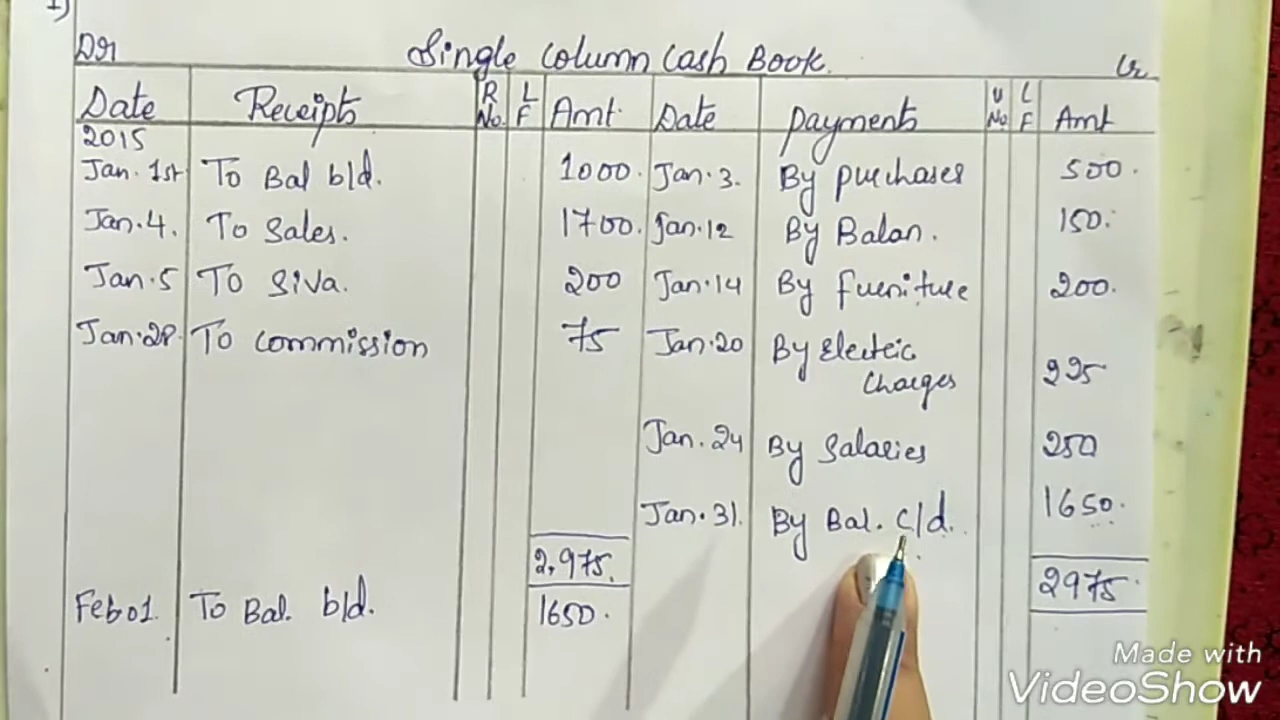 1)
Dr Single Column Cash Book. Cr
Date Receipts R No. L F Amt. Date payments V No L F Amt
2015
Jan. 1st To Bal b/d. 1000. Jan. 3. By purchases 500.
Jan. 4. To Sales. 1700. Jan. 12 By Balan. 150.
Jan. 5 To Siva. 200 Jan. 14 By furniture 200.
Jan. 28 To commission 75 Jan. 20 By Electric
Charges 225
Jan. 24 By Salaries 250
Jan. 31. By Bal. c/d. 1650.
2,975. 2975.
Feb 01. To Bal. b/d. 1650.
Made with
VideoShow